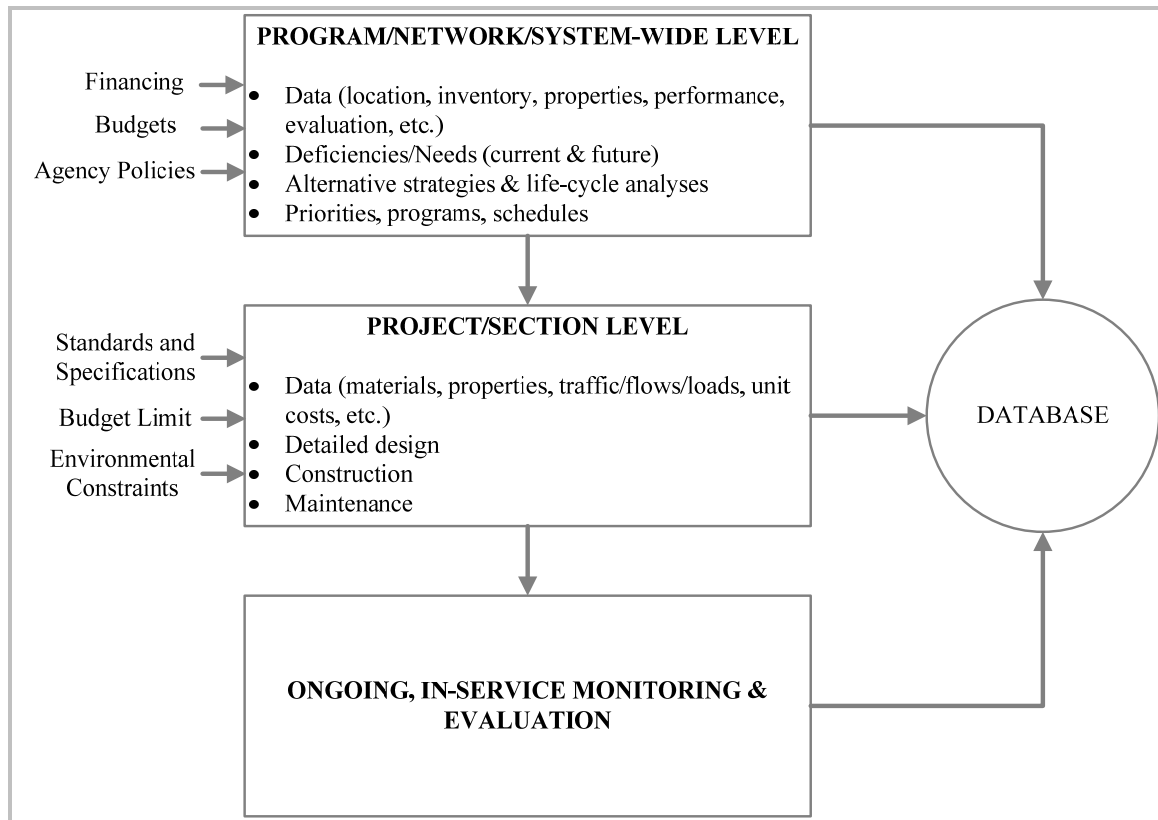 PROGRAM/NETWORK/SYSTEM-WIDE LEVEL
Financing
Budgets
Agency Policies
• Data (location, inventory, properties, performance,
evaluation, etc.)
• Deficiencies/Needs (current & future)
• Alternative strategies & life-cycle analyses
• Priorities, programs, schedules
PROJECT/SECTION LEVEL
Standards and
Specifications
Budget Limit
Environmental
Constraints
• Data (materials, properties, traffic/flows/loads, unit
costs, etc.)
• Detailed design
• Construction
• Maintenance
DATABASE
ONGOING, IN-SERVICE MONITORING &
EVALUATION